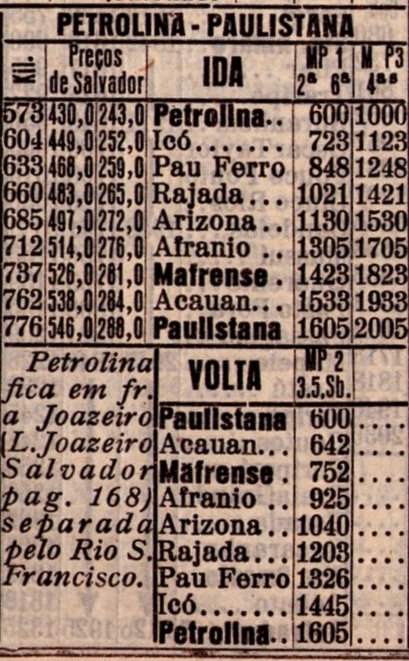 PETROLINA - PAULISTANA
Kil. Preços de Salvador IDA MP 1 2ªˢ 6ªˢ M P3 4ªˢ
573 430,0 243,0 Petrolina.. 600 1000
604 449,0 252,0 Icó....... 723 1123
633 468,0 259,0 Pau Ferro 848 1248
660 483,0 265,0 Rajada... 1021 1421
685 497,0 272,0 Arizona.. 1130 1530
712 514,0 276,0 Afranio .. 1305 1705
737 526,0 281,0 Mafrense . 1423 1823
762 538,0 284,0 Acauan... 1533 1933
776 546,0 288,0 Paulistana 1605 2005
Petrolina
fica em fr.
a Joazeiro
(L.Joazeiro
Salvador
pag. 168)
separada
pelo Rio S.
Francisco.
VOLTA MP 2 3.5.Sb.
Paulistana 600 ....
Acauan... 642 ....
Mafrense . 752 ....
Afranio .. 925 ....
Arizona .. 1040 ....
Rajada... 1203 ....
Pau Ferro 1326 ....
Icó....... 1445 ....
Petrolina.. 1605 ....